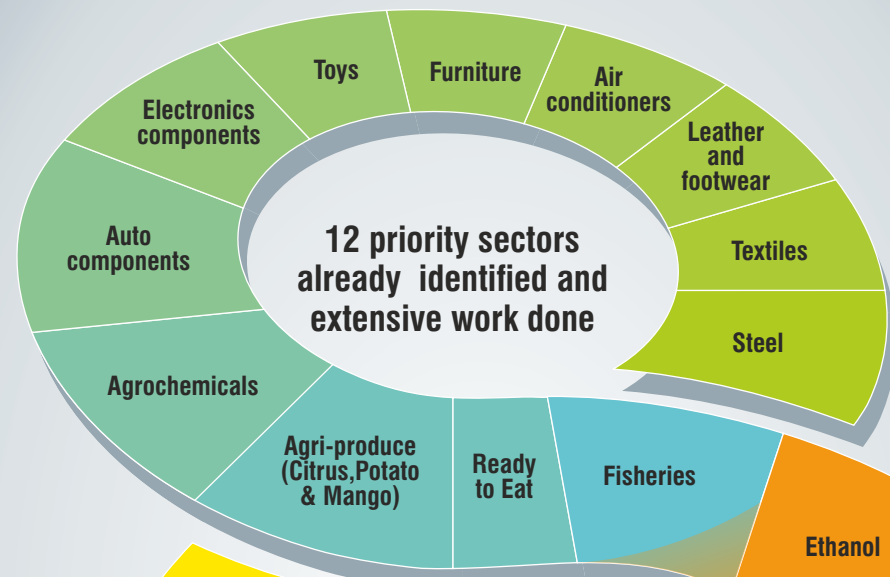 Toys
Furniture
Air
conditioners
Electronics
components
Leather
and
footwear
Auto
components
12 priority sectors
already identified and
extensive work done
Textiles
Steel
Agrochemicals
Agri-produce
(Citrus,Potato
& Mango)
Ready
to Eat
Fisheries
Ethanol